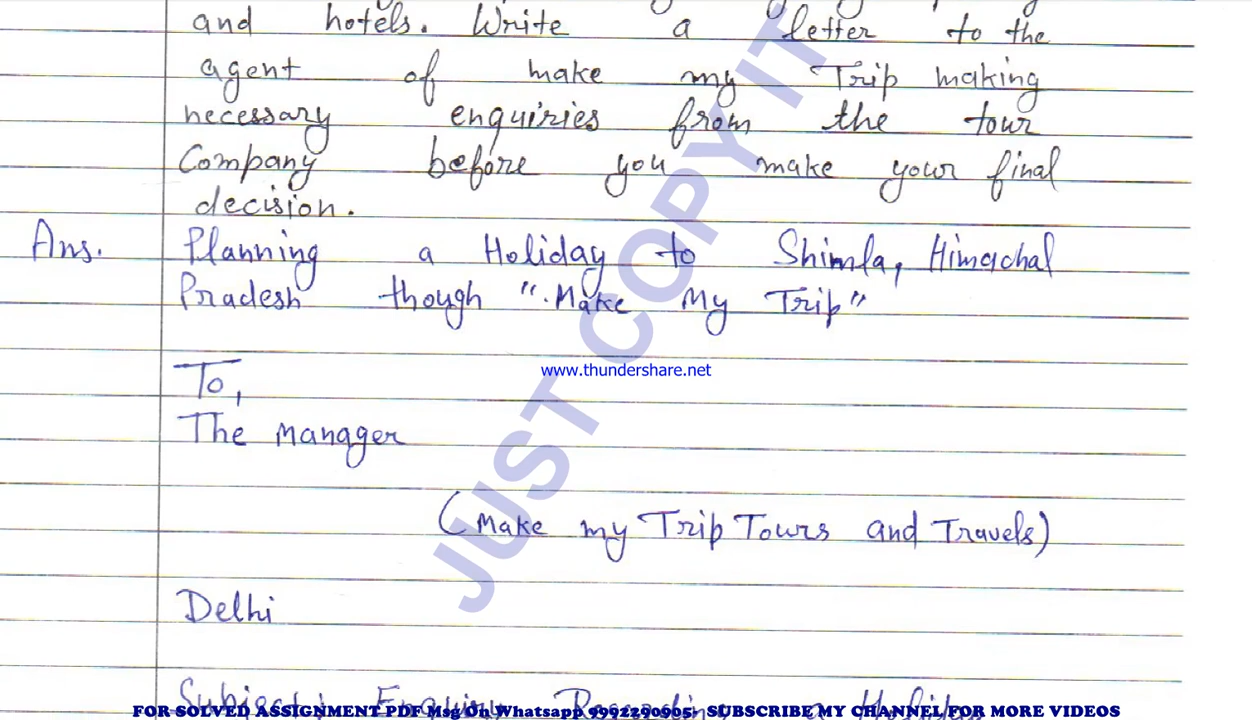 and hotels. Write a letter to the
agent of make my Trip making
necessary enquiries from the tour
Company before you make your final
decision.
Ans. Planning a Holiday to Shimla, Himachal
Pradesh though "Make My Trip"
www.thundershare.net
To,
The manager
(Make my Trip Tours and Travels)
Delhi
JUST COPY IT
FOR SOLVED ASSIGNMENT PDF Msg On Whatsapp 9992290905- SUBSCRIBE MY CHANNEL FOR MORE VIDEOS